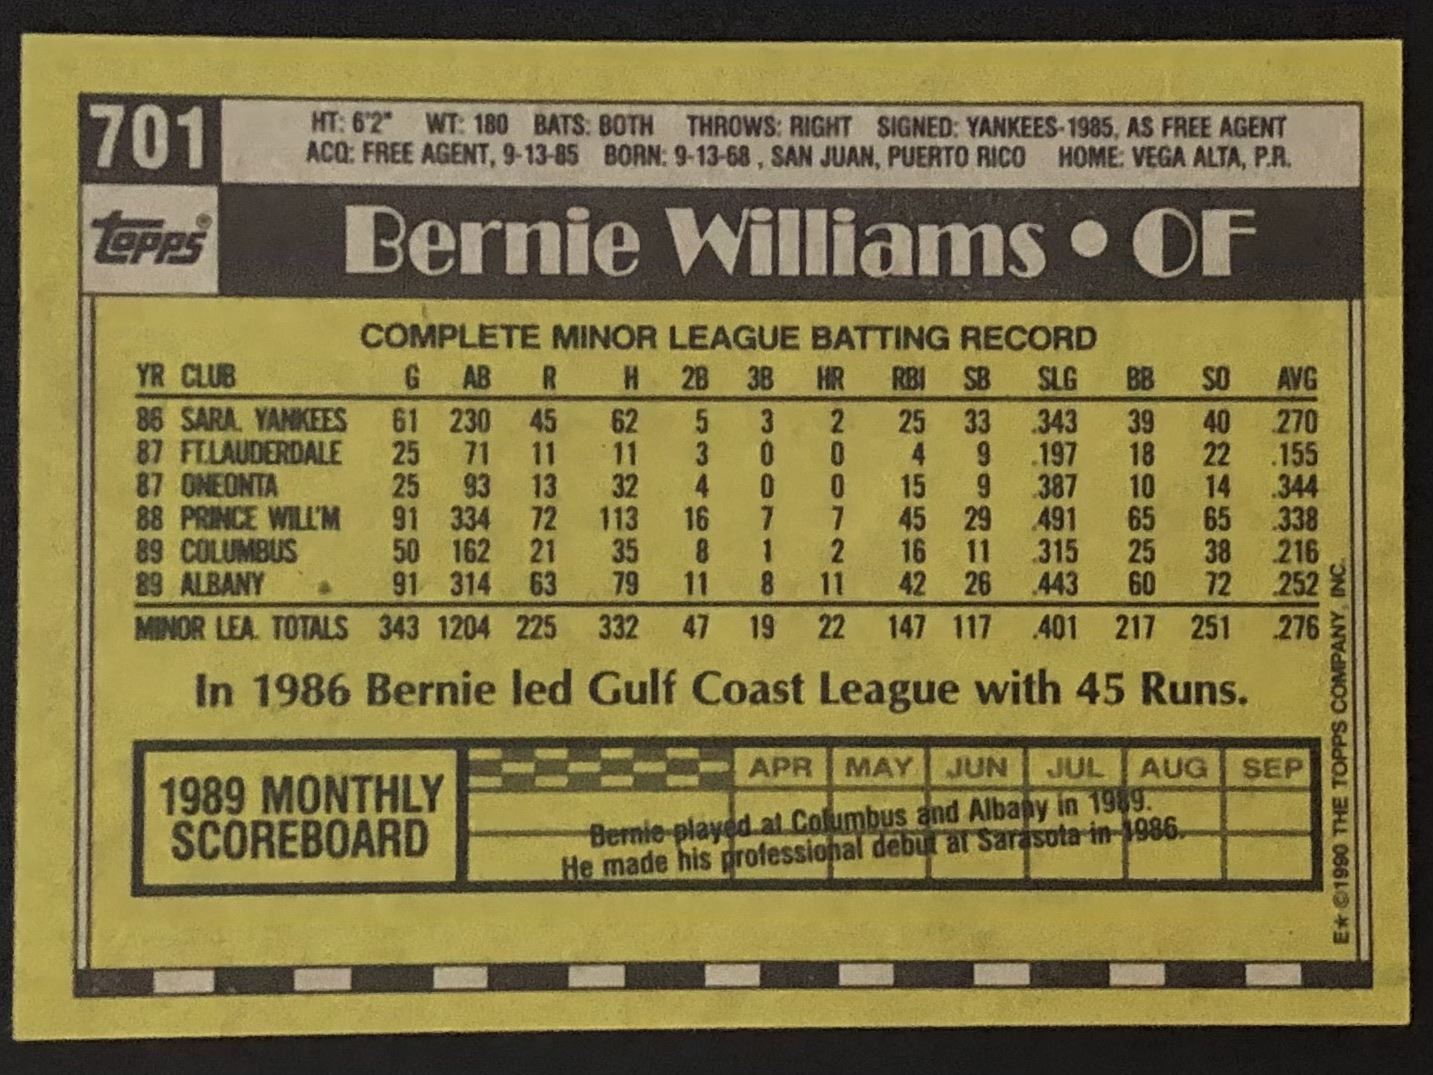 701
HT: 6'2" WT: 180 BATS: BOTH THROWS: RIGHT SIGNED: YANKEES-1985, AS FREE AGENT
ACQ: FREE AGENT, 9-13-85 BORN: 9-13-68 , SAN JUAN, PUERTO RICO HOME: VEGA ALTA, P.R.
topps®
Bernie Williams • OF
COMPLETE MINOR LEAGUE BATTING RECORD
YR CLUB G AB R H 2B 3B HR RBI SB SLG BB SO AVG
86 SARA. YANKEES 61 230 45 62 5 3 2 25 33 .343 39 40 .270
87 FT.LAUDERDALE 25 71 11 11 3 0 0 4 9 .197 18 22 .155
87 ONEONTA 25 93 13 32 4 0 0 15 9 .387 10 14 .344
88 PRINCE WILL'M 91 334 72 113 16 7 7 45 29 .491 65 65 .338
89 COLUMBUS 50 162 21 35 8 1 2 16 11 .315 25 38 .216
89 ALBANY 91 314 63 79 11 8 11 42 26 .443 60 72 .252
MINOR LEA. TOTALS 343 1204 225 332 47 19 22 147 117 .401 217 251 .276
In 1986 Bernie led Gulf Coast League with 45 Runs.
1989 MONTHLY
SCOREBOARD
APR MAY JUN JUL AUG SEP
Bernie played at Columbus and Albany in 1989.
He made his professional debut at Sarasota in 1986.
E★ ©1990 THE TOPPS COMPANY, INC.